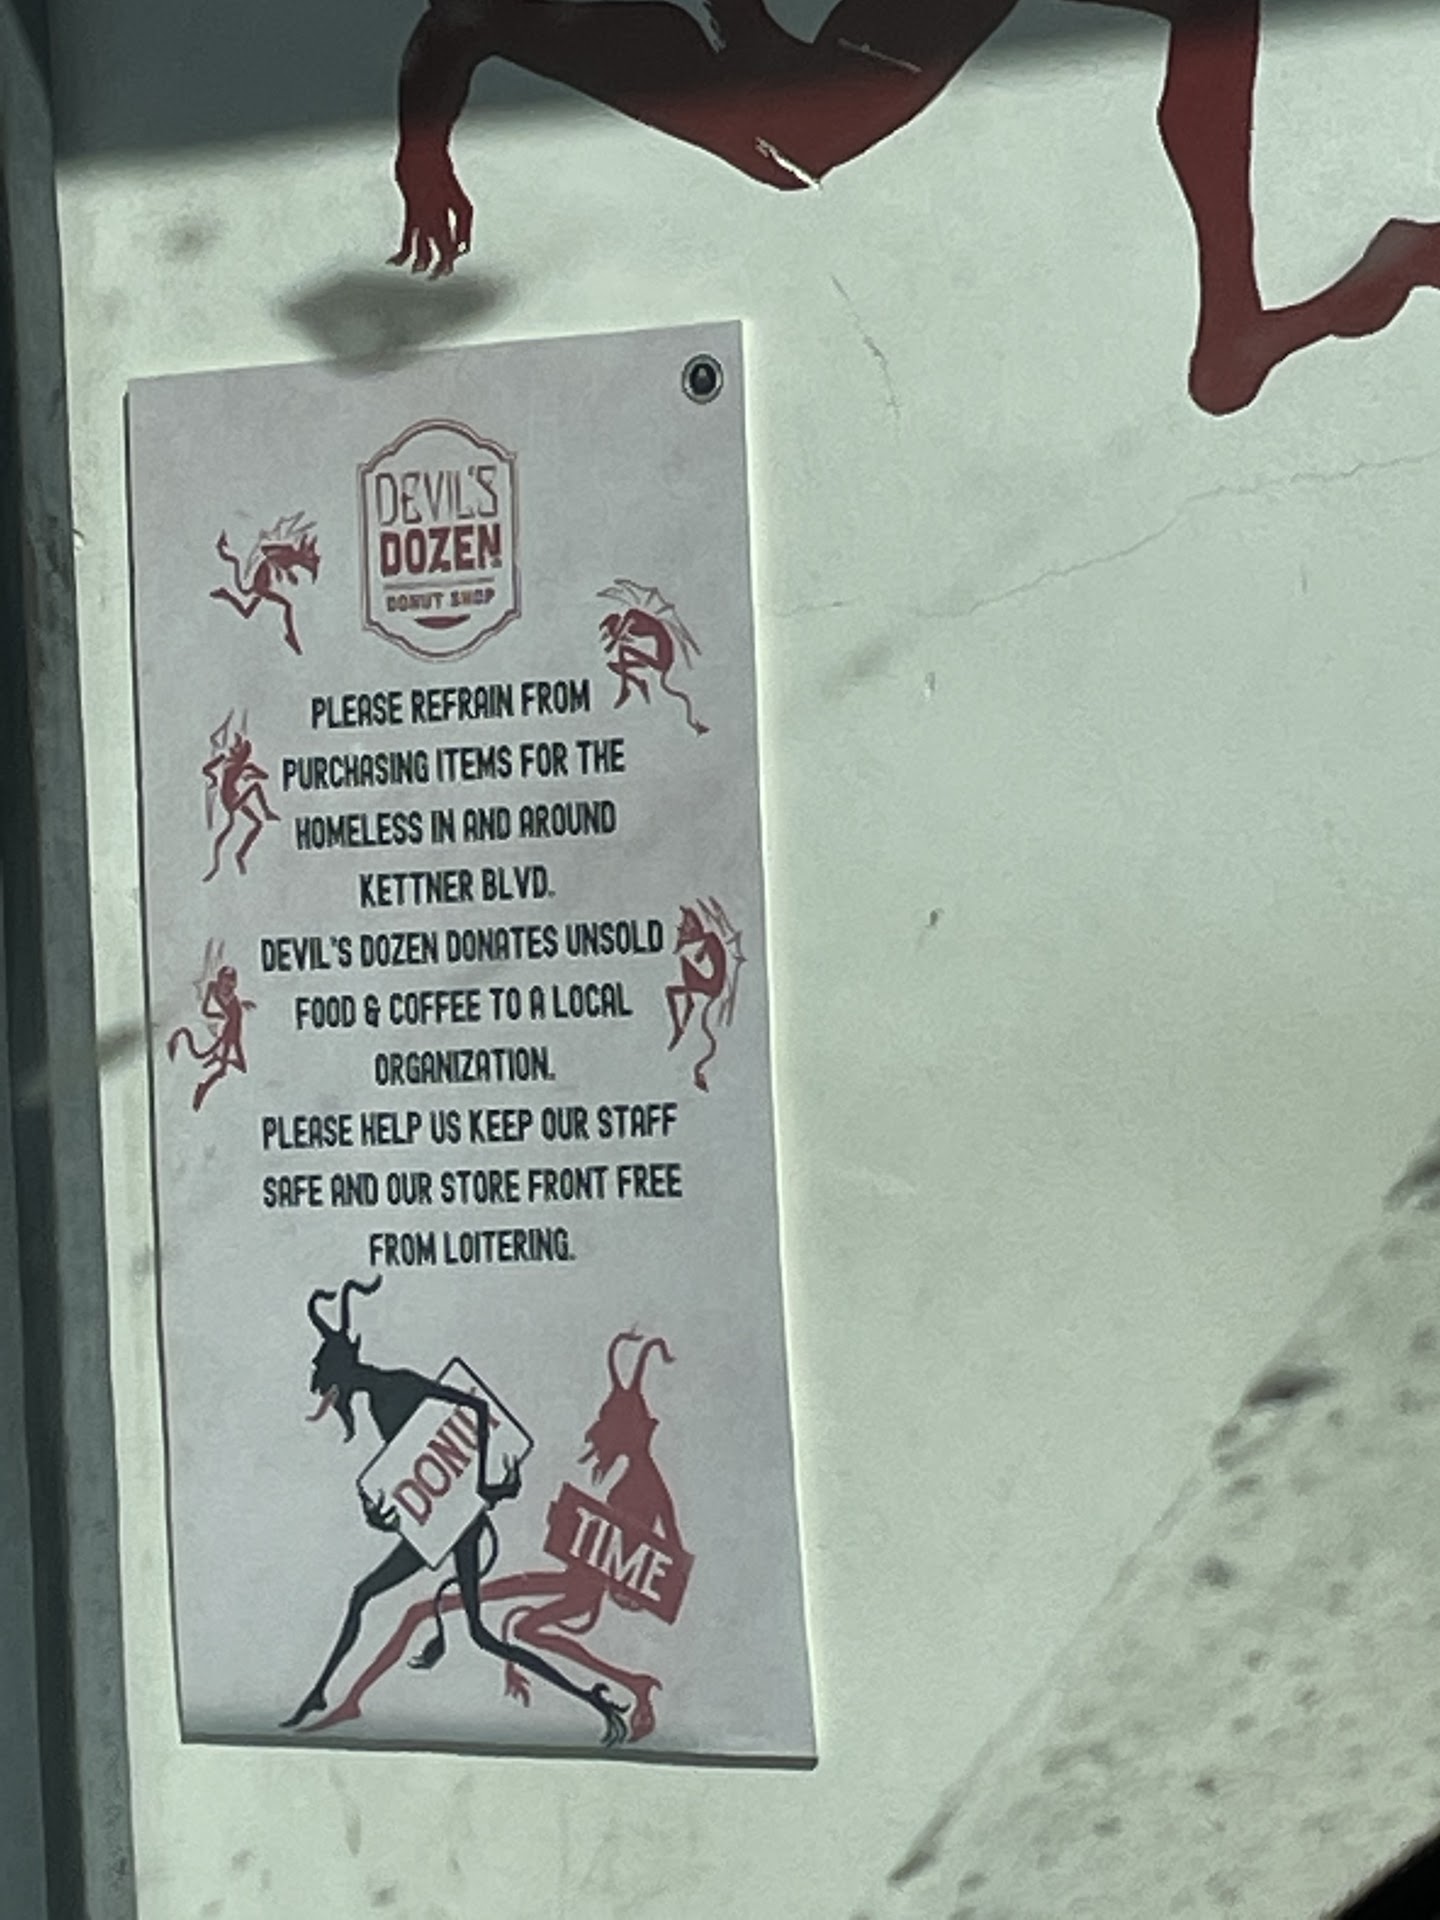 DEVIL'S
DOZEN
DONUT SHOP
PLEASE REFRAIN FROM
PURCHASING ITEMS FOR THE
HOMELESS IN AND AROUND
KETTNER BLVD.
DEVIL'S DOZEN DONATES UNSOLD
FOOD & COFFEE TO A LOCAL
ORGANIZATION.
PLEASE HELP US KEEP OUR STAFF
SAFE AND OUR STORE FRONT FREE
FROM LOITERING.
DONUT
TIME